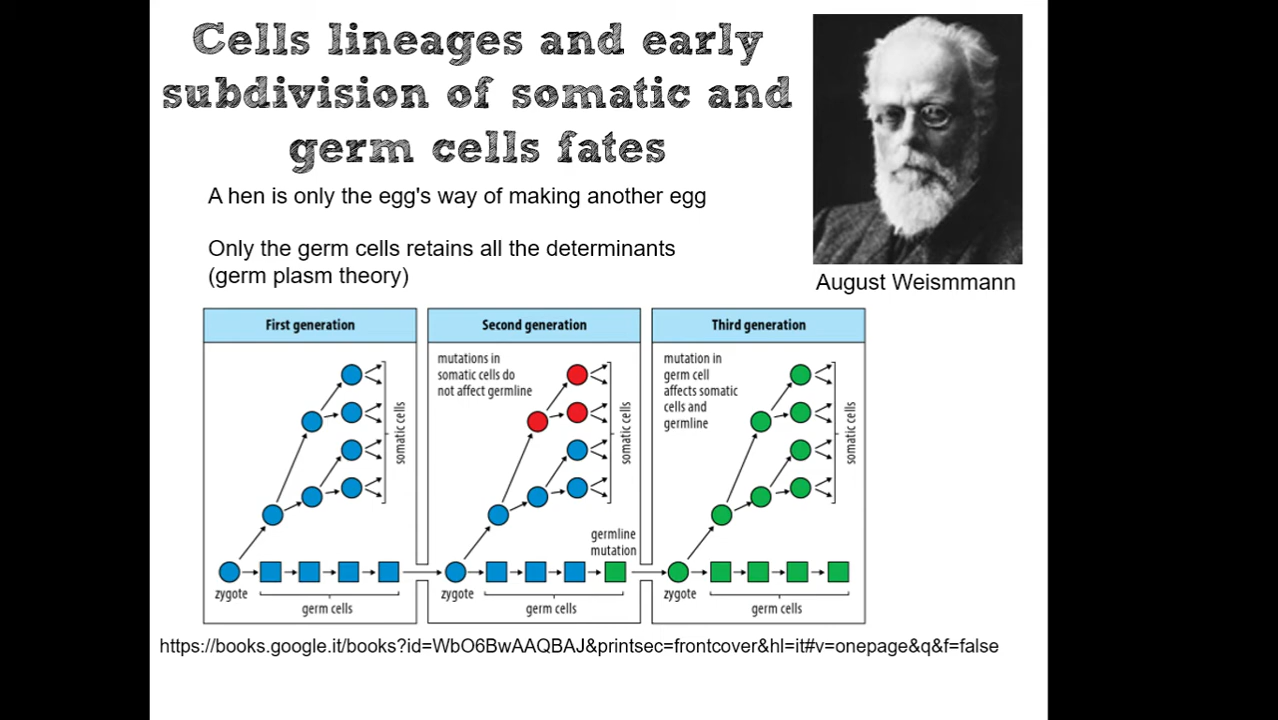 Cells lineages and early
subdivision of somatic and
germ cells fates
A hen is only the egg's way of making another egg
Only the germ cells retains all the determinants
(germ plasm theory)
August Weismmann
First generation
somatic cells
zygote
germ cells
Second generation
mutations in
somatic cells do
not affect germline
somatic cells
germline
mutation
zygote
germ cells
Third generation
mutation in
germ cell
affects somatic
cells and
germline
somatic cells
zygote
germ cells
https://books.google.it/books?id=WbO6BwAAQBAJ&printsec=frontcover&hl=it#v=onepage&q&f=false